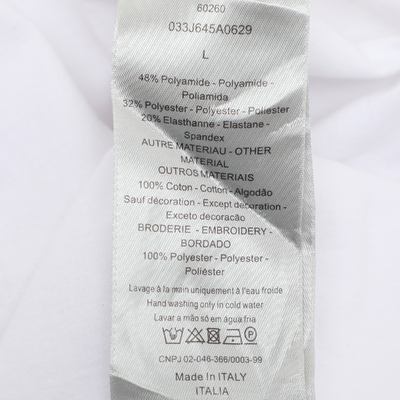 60260
033J645A0629
L
48% Polyamide - Polyamide -
Poliamida
32% Polyester - Polyester - Poliester
20% Elasthanne - Elastane -
Spandex
AUTRE MATERIAU - OTHER
MATERIAL
OUTROS MATERIAIS
100% Coton - Cotton - Algodão
Sauf décoration - Except decoration -
Exceto decoracão
BRODERIE - EMBROIDERY -
BORDADO
100% Polyester - Polyester -
Poliéster
Lavage à la main uniquement à l'eau froide
Hand washing only in cold water
Lavar a mão só em água fria
CNPJ 02-046-366/0003-99
Made in ITALY
ITALIA